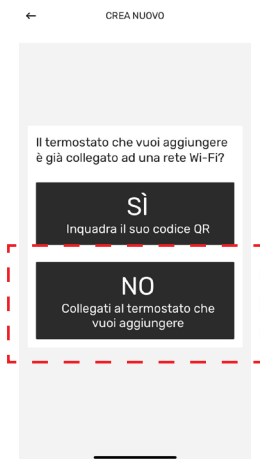 CREA NUOVO
Il termostato che vuoi aggiungere
è già collegato ad una rete Wi-Fi?
SÌ
Inquadra il suo codice QR
NO
Collegati al termostato che
vuoi aggiungere